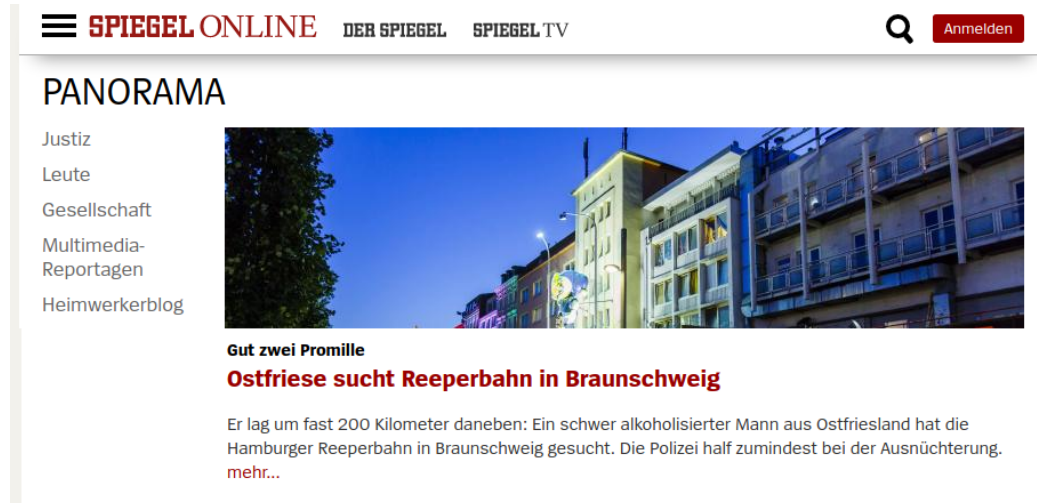 SPIEGEL ONLINE DER SPIEGEL SPIEGEL TV Anmelden
PANORAMA
Justiz
Leute
Gesellschaft
Multimedia-
Reportagen
Heimwerkerblog
Gut zwei Promille
Ostfriese sucht Reeperbahn in Braunschweig
Er lag um fast 200 Kilometer daneben: Ein schwer alkoholisierter Mann aus Ostfriesland hat die
Hamburger Reeperbahn in Braunschweig gesucht. Die Polizei half zumindest bei der Ausnüchterung.
mehr...